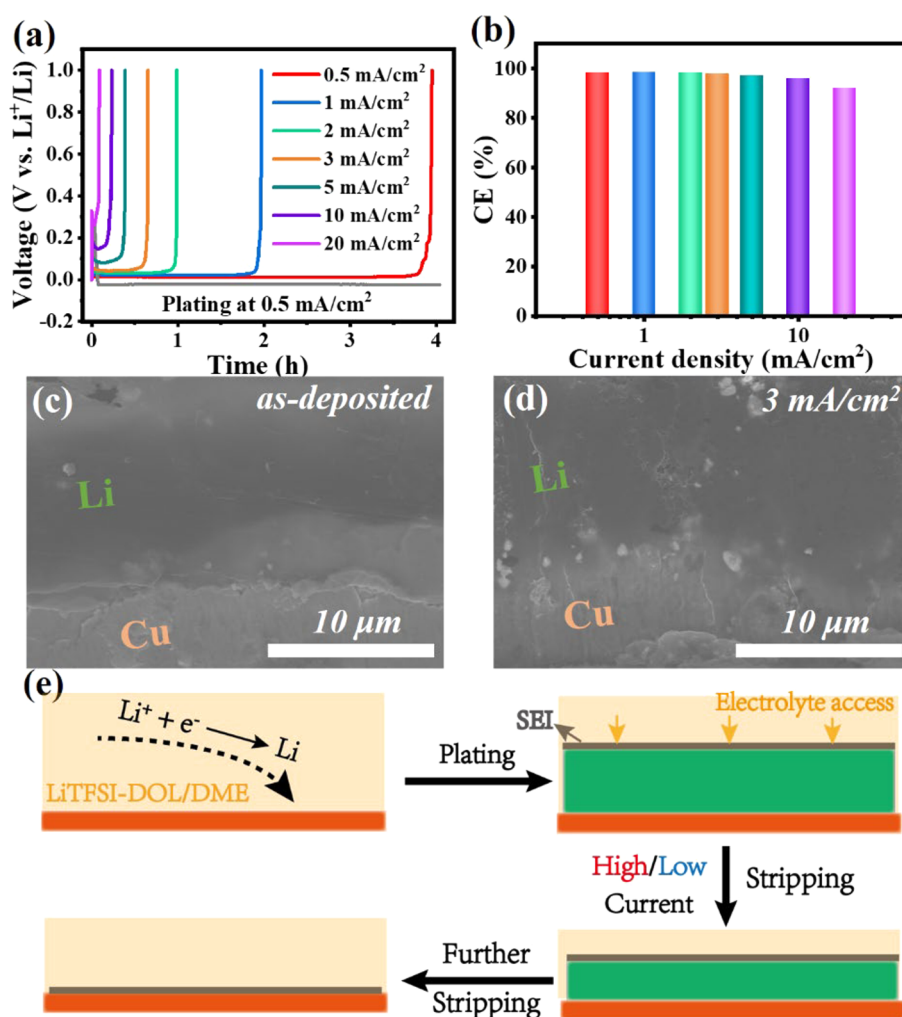 (a)
Voltage (V vs. Li⁺/Li)
1.0
0.8
0.6
0.4
0.2
0.0
-0.2
0.5 mA/cm²
1 mA/cm²
2 mA/cm²
3 mA/cm²
5 mA/cm²
10 mA/cm²
20 mA/cm²
Plating at 0.5 mA/cm²
0 1 2 3 4
Time (h)
(b)
CE (%)
100
80
60
40
20
0
1 10
Current density (mA/cm²)
(c) as-deposited
Li
Cu
10 μm
(d) 3 mA/cm²
Li
Cu
10 μm
(e)
Li⁺ + e⁻ Li
LiTFSI-DOL/DME
Plating
SEI
Electrolyte access
High/Low
Current
Stripping
Further
Stripping